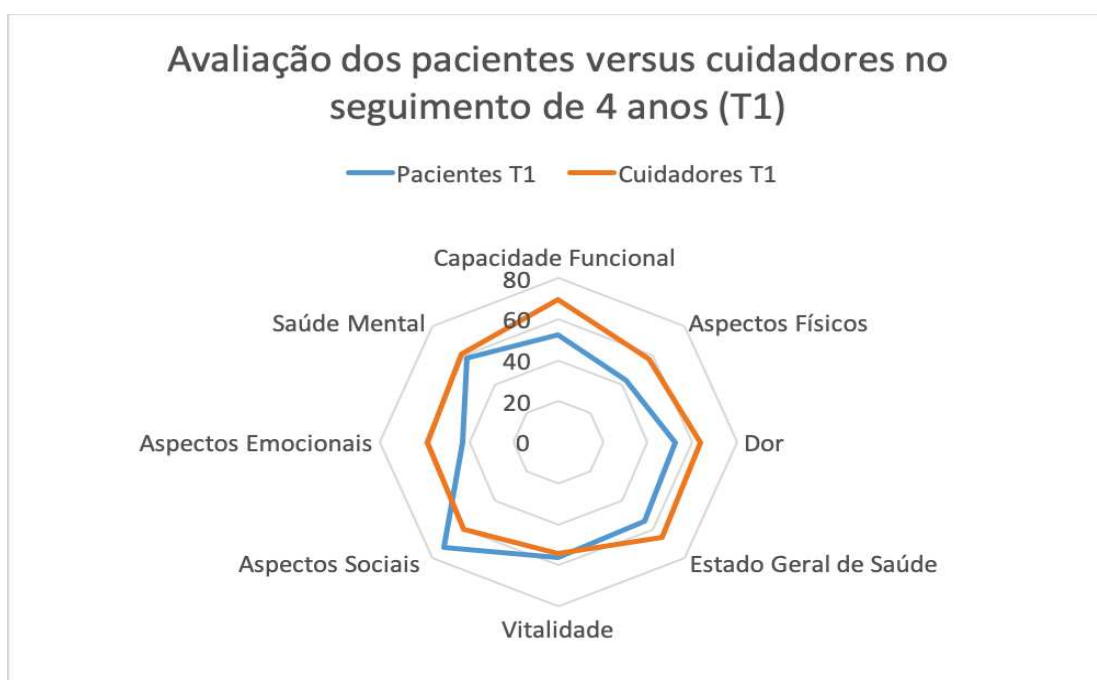 Avaliação dos pacientes versus cuidadores no
seguimento de 4 anos (T1)
Pacientes T1
Cuidadores T1
Capacidade Funcional
80
Saúde Mental
60
Aspectos Físicos
40
20
Aspectos Emocionais
0
Dor
Aspectos Sociais
Estado Geral de Saúde
Vitalidade